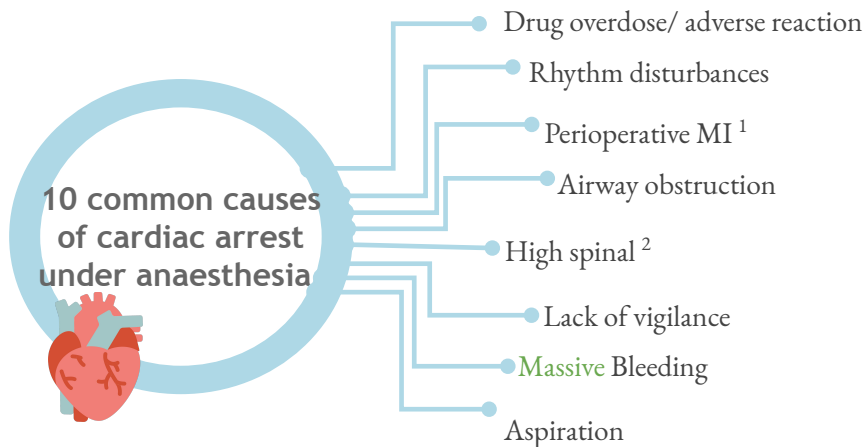 10 common causes
of cardiac arrest
under anaesthesia
Drug overdose/ adverse reaction
Rhythm disturbances
Perioperative MI ¹
Airway obstruction
High spinal ²
Lack of vigilance
Massive Bleeding
Aspiration